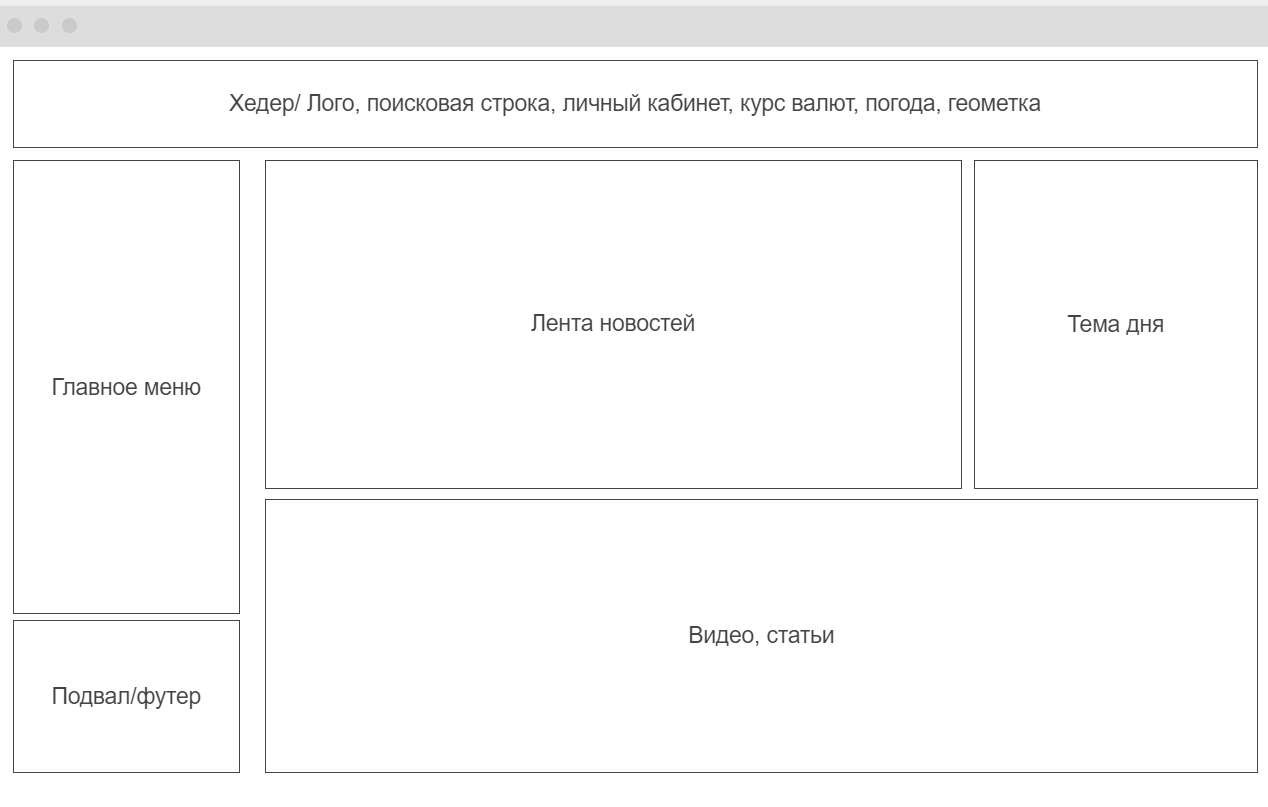 Хедер/ Лого, поисковая строка, личный кабинет, курс валют, погода, геометка
Главное меню
Лента новостей
Тема дня
Подвал/футер
Видео, статьи